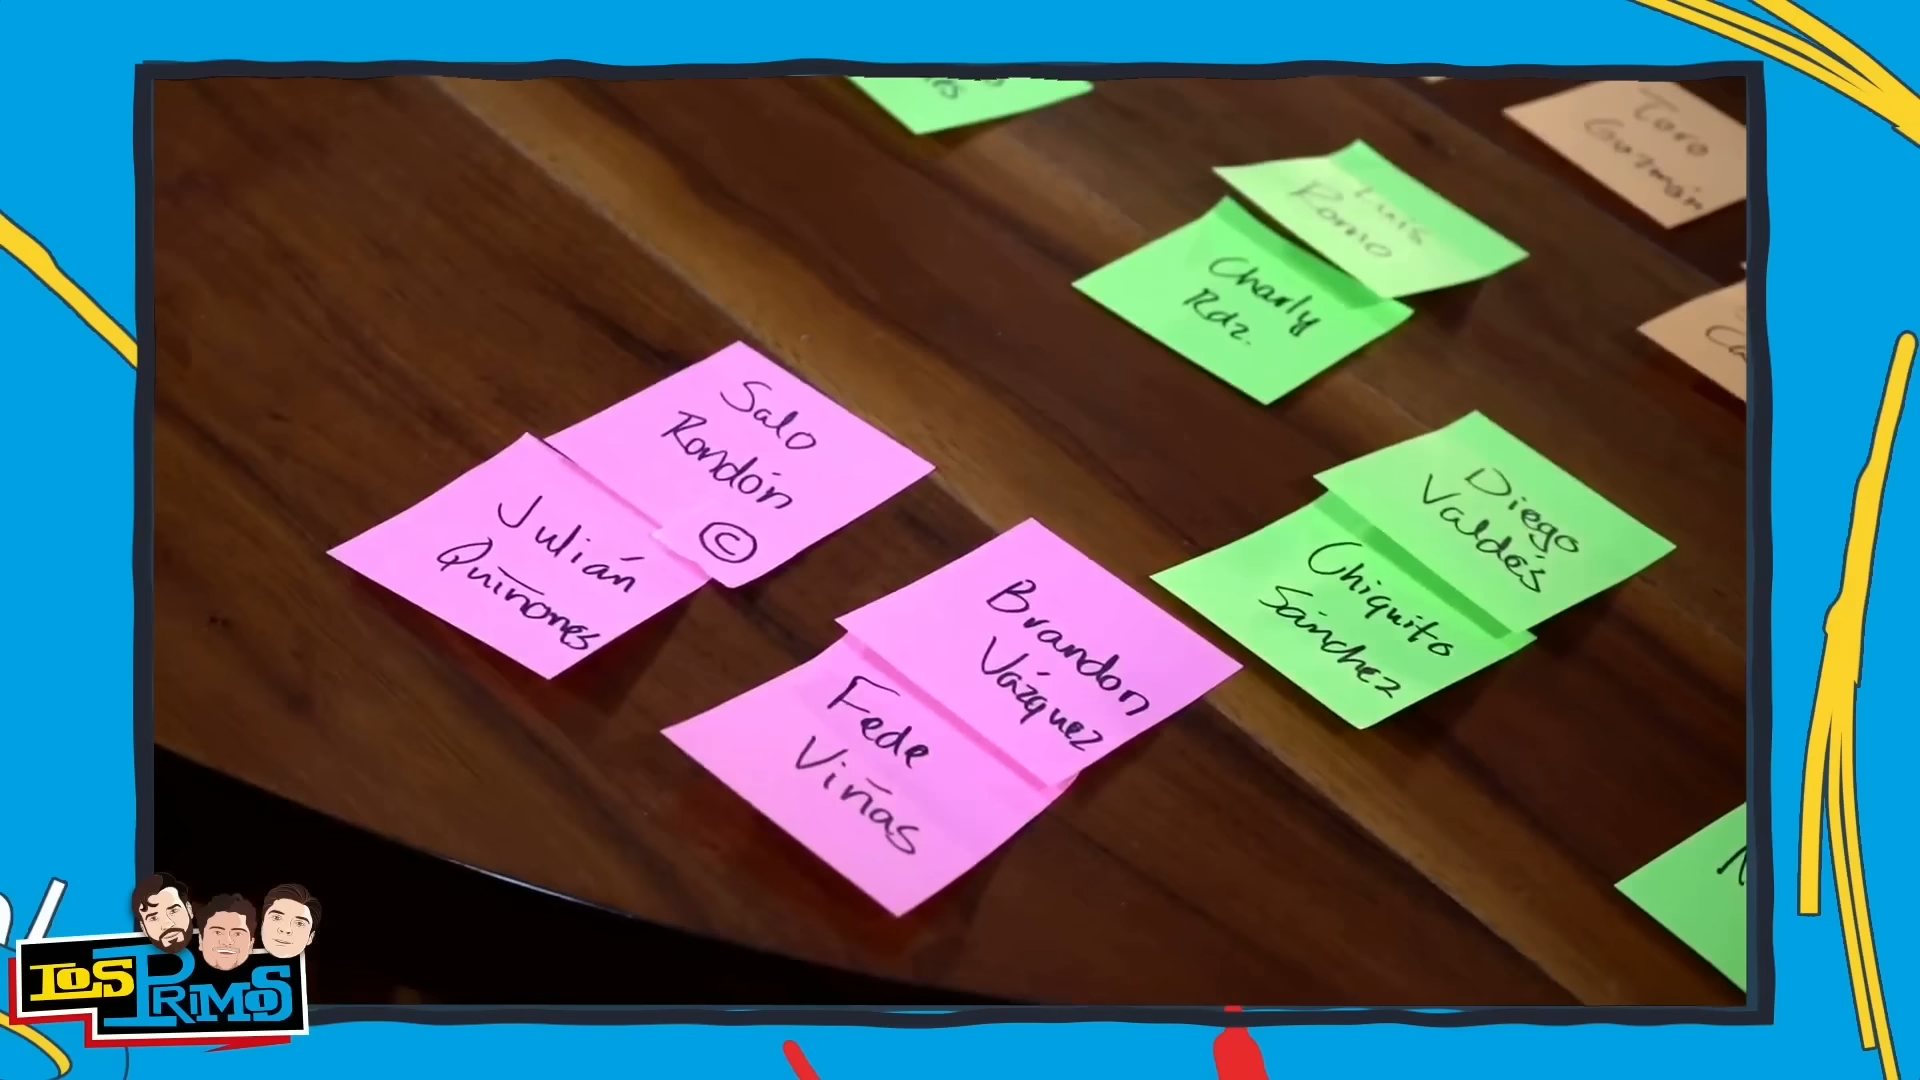 Toro
Guzmán
Luis
Romo
Charly
Rdz.
Salo
Rondón
©
Julián
Quiñones
Diego
Valdés
Chiquito
Sánchez
Brandon
Vázquez
Fede
Viñas
LOS PRIMOS